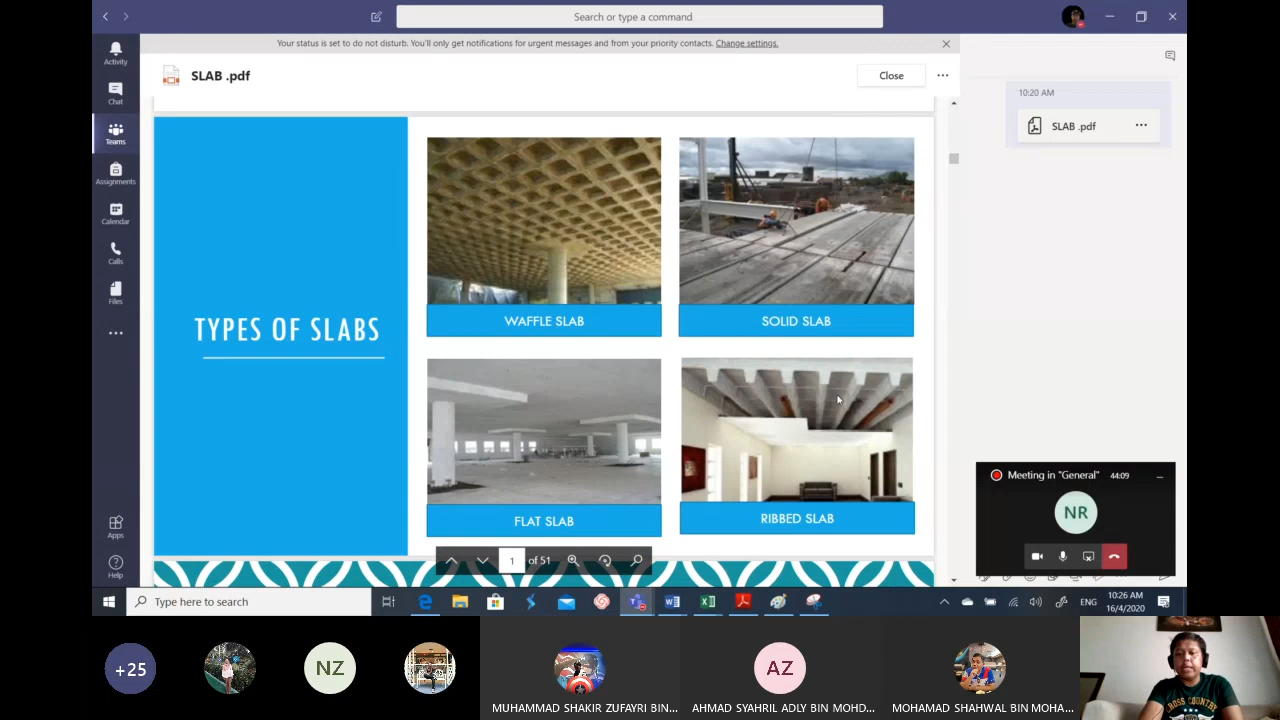 Search or type a command
Your status is set to do not disturb. You'll only get notifications for urgent messages and from your priority contacts. Change settings.
Activity
Chat
Teams
Assignments
Calendar
Calls
Files
Apps
Help
SLAB .pdf
Close
10:20 AM
SLAB .pdf
TYPES OF SLABS
WAFFLE SLAB
SOLID SLAB
FLAT SLAB
RIBBED SLAB
1 of 51
Meeting in "General" 44:09
NR
Type here to search
ENG
10:26 AM
16/4/2020
+25
NZ
MUHAMMAD SHAKIR ZUFAYRI BIN...
AZ
AHMAD SYAHRIL ADLY BIN MOHD...
MOHAMAD SHAHWAL BIN MOHA...
CROSS COUNTRY